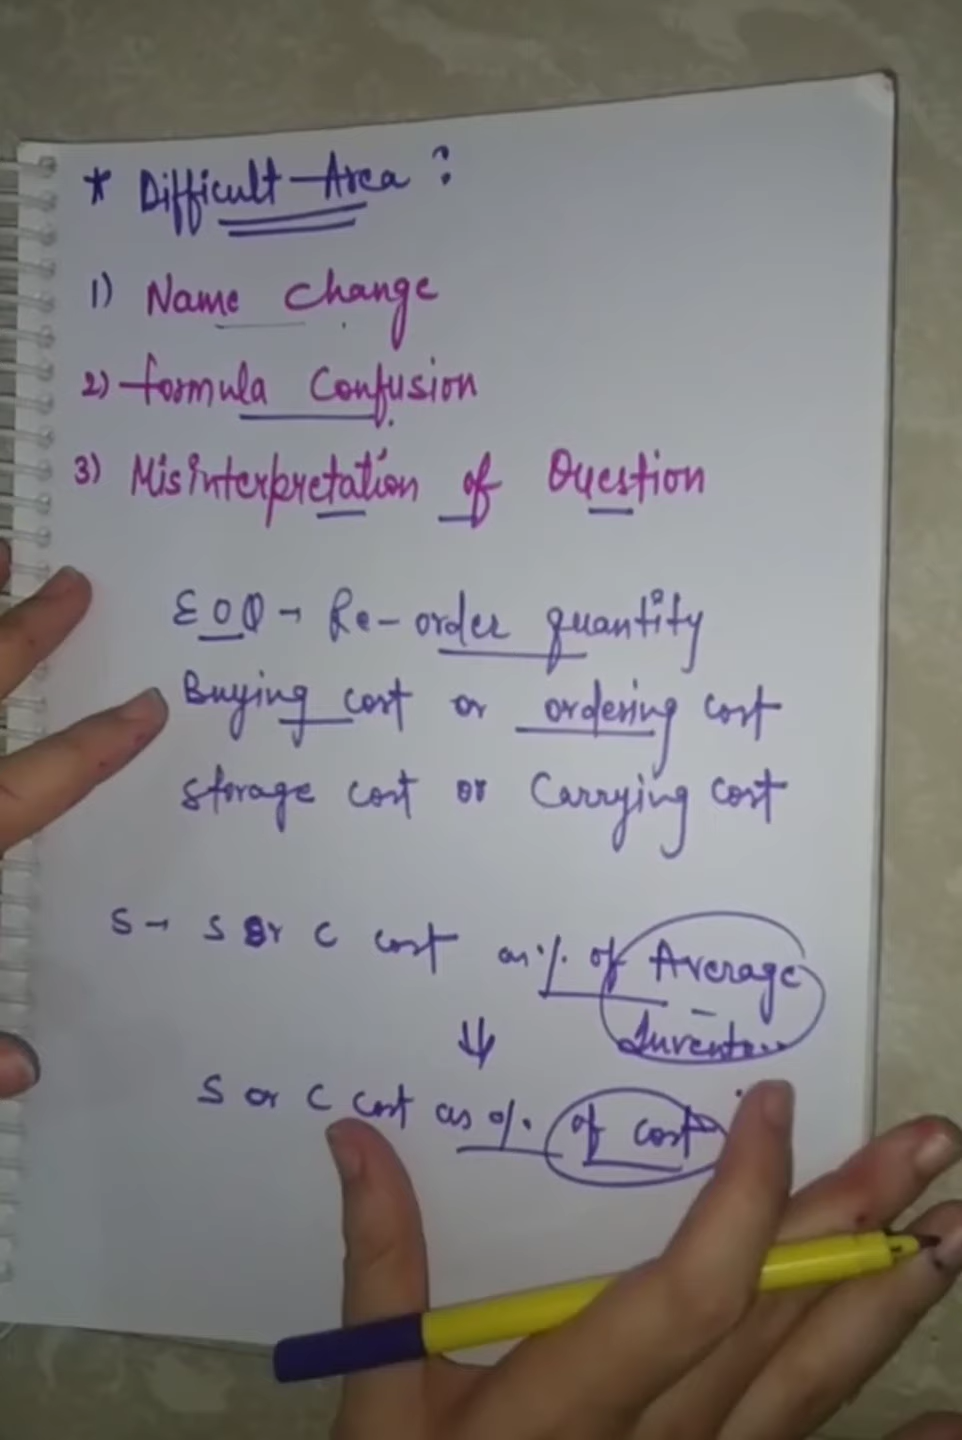 * Difficult Area :
1) Name change
2) formula Confusion
3) Misinterpretation of Question
EOQ → Re-order quantity
Buying cost or ordering cost
Storage cost or Carrying cost
S → S or C cost as % of Average
S or C cost as % of cost